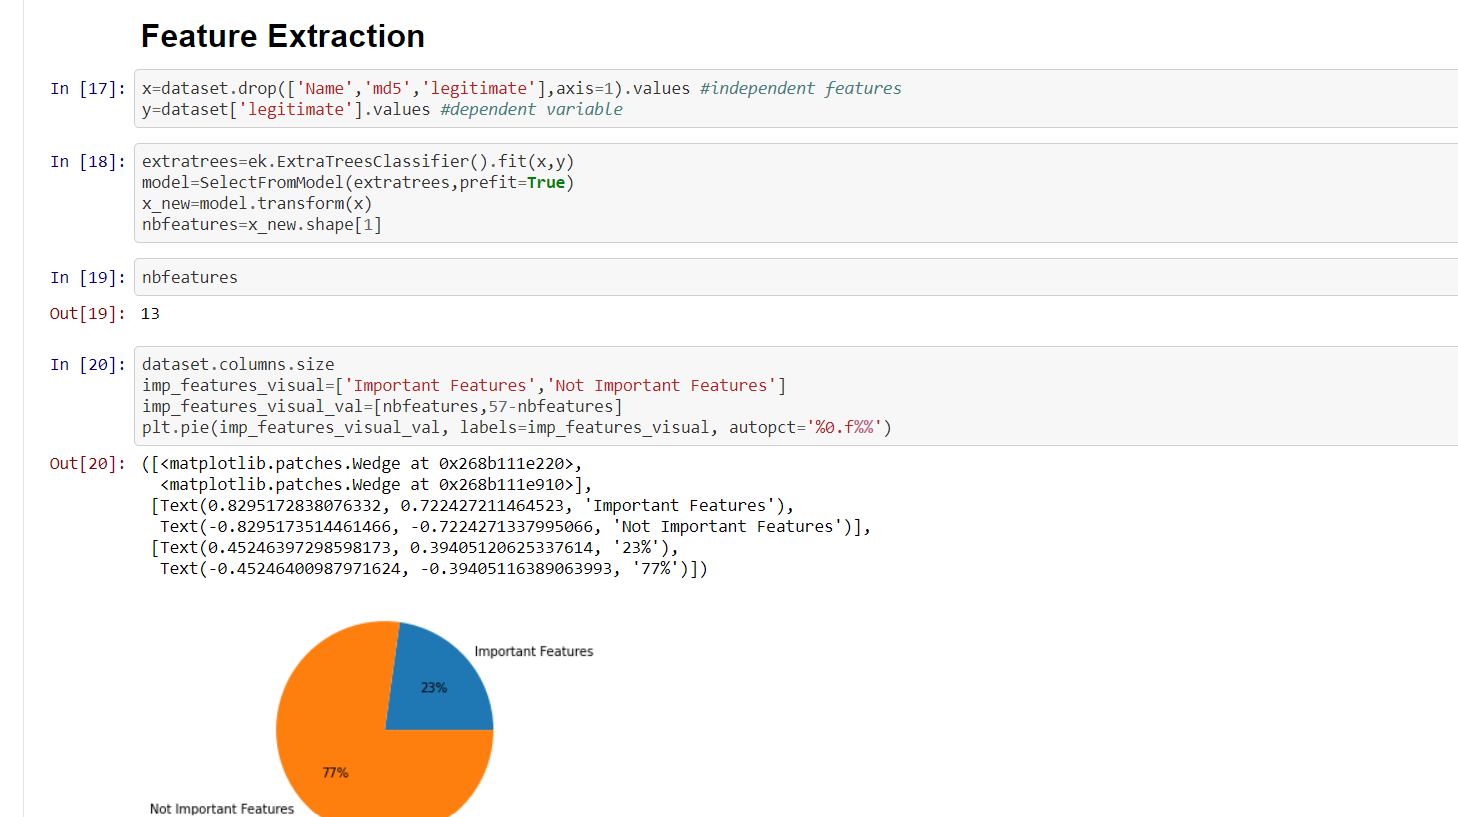 Feature Extraction
In [17]: x=dataset.drop(['Name','md5','legitimate'],axis=1).values #independent features
y=dataset['legitimate'].values #dependent variable
In [18]: extratrees=ek.ExtraTreesClassifier().fit(x,y)
model=SelectFromModel(extratrees,prefit=True)
x_new=model.transform(x)
nbfeatures=x_new.shape[1]
In [19]: nbfeatures
Out[19]: 13
In [20]: dataset.columns.size
imp_features_visual=['Important Features','Not Important Features']
imp_features_visual_val=[nbfeatures,57-nbfeatures]
plt.pie(imp_features_visual_val, labels=imp_features_visual, autopct='%0.f%%')
Out[20]: ([<matplotlib.patches.Wedge at 0x268b111e220>,
<matplotlib.patches.Wedge at 0x268b111e910>],
[Text(0.8295172838076332, 0.722427211464523, 'Important Features'),
Text(-0.8295173514461466, -0.7224271337995066, 'Not Important Features')],
[Text(0.45246397298598173, 0.39405120625337614, '23%'),
Text(-0.45246400987971624, -0.39405116389063993, '77%')])
Important Features
23%
77%
Not Important Features